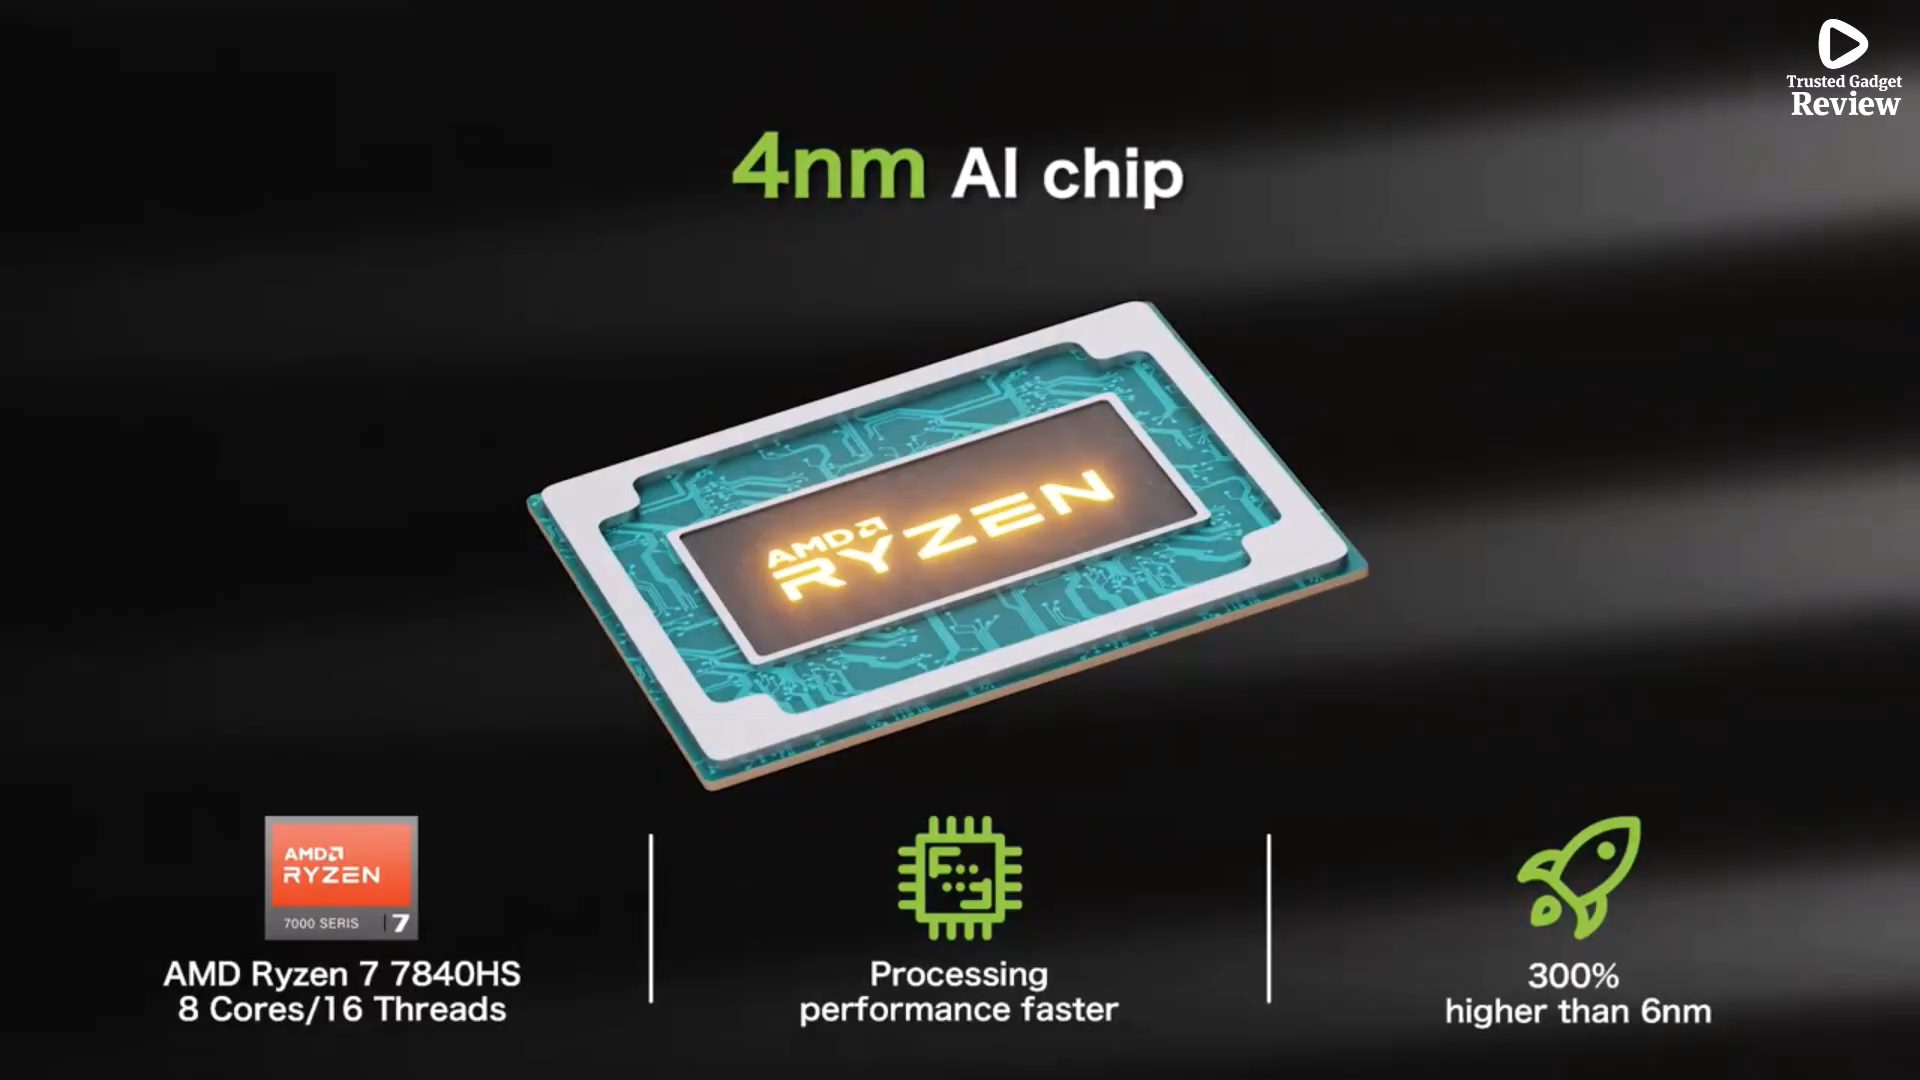 Trusted Gadget
Review
4nm AI chip
AMD
RYZEN
AMD
RYZEN
7000 SERIS 7
AMD Ryzen 7 7840HS
8 Cores/16 Threads
Processing
performance faster
300%
higher than 6nm